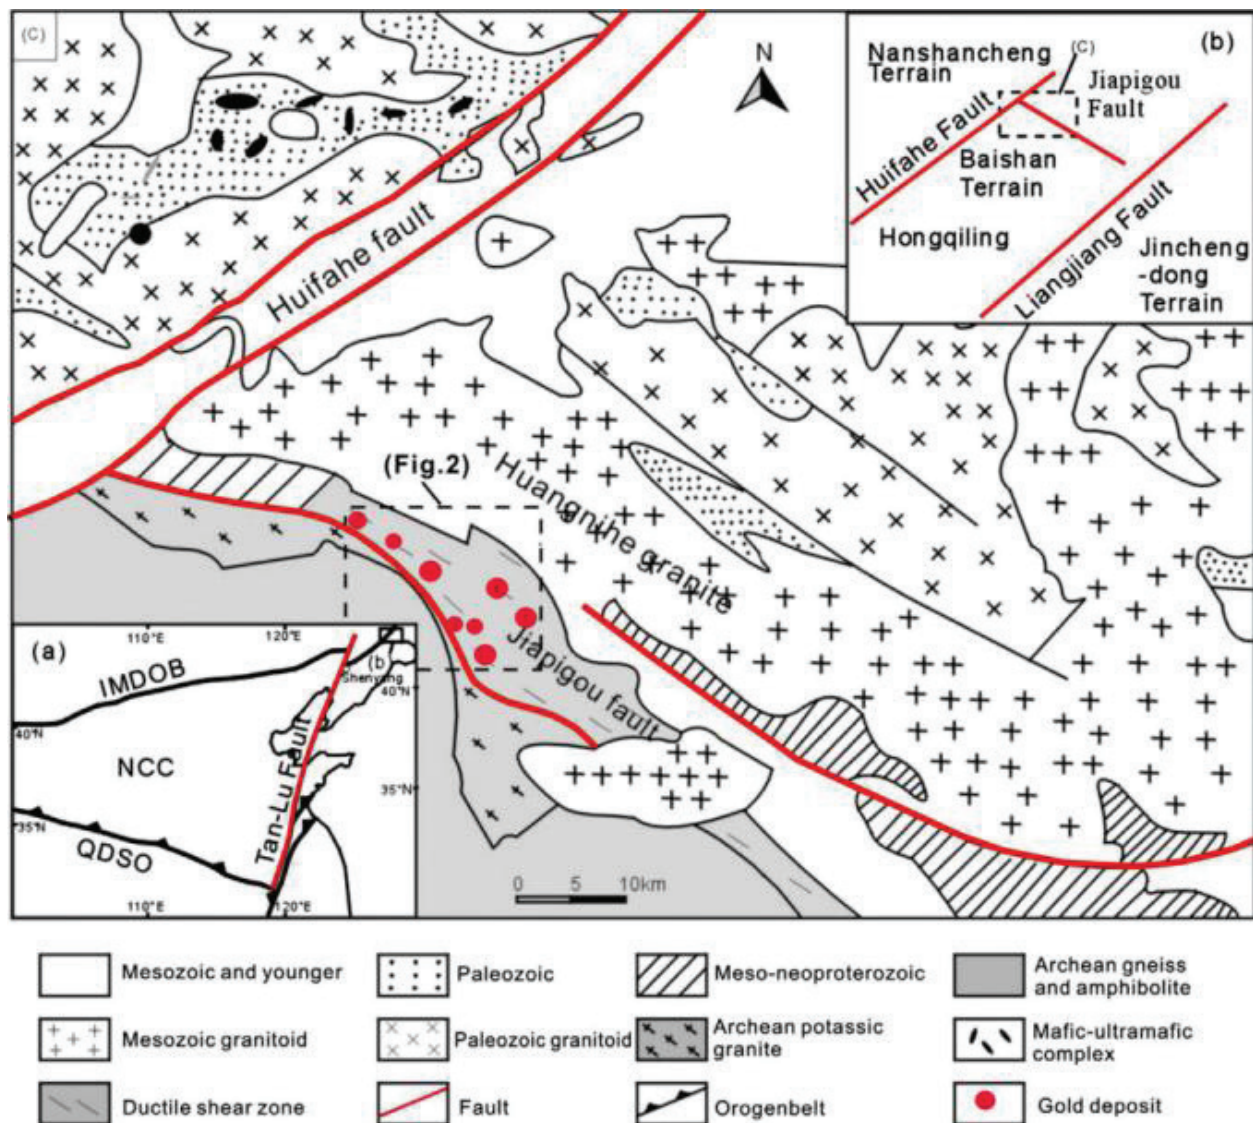 (C)
N
Huifahe fault
(Fig.2)
Huangnihe granite
Jiapigou fault
0 5 10km
(b)
Nanshancheng
Terrain
(C)
Jiapigou
Fault
Huifahe Fault
Baishan
Terrain
Hongqiling
Liangjiang Fault
Jincheng
-dong
Terrain
(a)
110°E
120°E
IMDOB
(b)
Shenyang
40°N
40°N
NCC
Tan-Lu Fault
35°N
35°N
QDSO
110°E
120°E
Mesozoic and younger
Paleozoic
Meso-neoproterozoic
Archean gneiss
and amphibolite
Mesozoic granitoid
Paleozoic granitoid
Archean potassic
granite
Mafic-ultramafic
complex
Ductile shear zone
Fault
Orogenbelt
Gold deposit